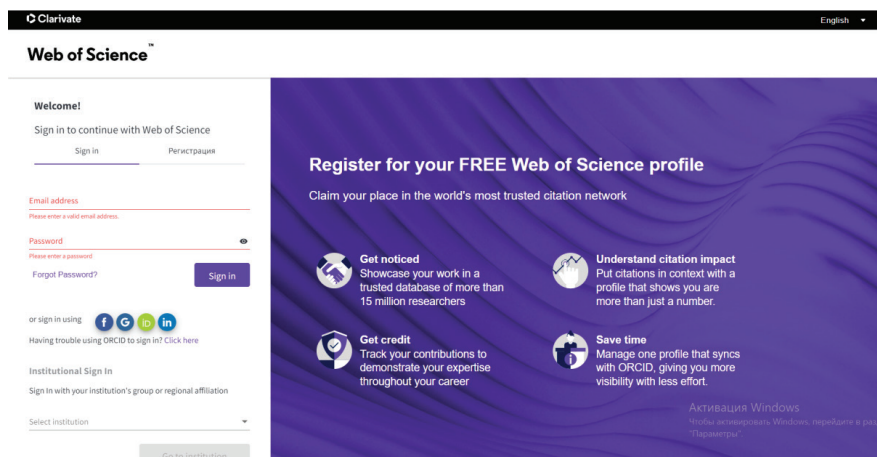 Clarivate
English
Web of Science™
Welcome!
Sign in to continue with Web of Science
Sign in
Регистрация
Email address
Please enter a valid email address.
Password
Please enter a password
Forgot Password?
Sign in
or sign in using
f G iD in
Having trouble using ORCID to sign in? Click here
Institutional Sign In
Sign In with your institution's group or regional affiliation
Select institution
Go to institution
Register for your FREE Web of Science profile
Claim your place in the world's most trusted citation network
Get noticed
Showcase your work in a
trusted database of more than
15 million researchers
Understand citation impact
Put citations in context with a
profile that shows you are
more than just a number.
Get credit
Track your contributions to
demonstrate your expertise
throughout your career
Save time
Manage one profile that syncs
with ORCID, giving you more
visibility with less effort.
Активация Windows
Чтобы активировать Windows, перейдите в раз
"Параметры".